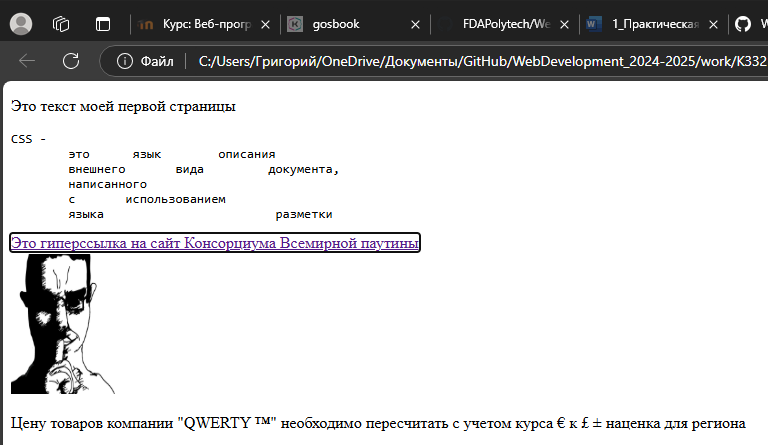 Курс: Веб-прогр
gosbook
FDAPolytech/We
1_Практическая
W
Файл
C:/Users/Григорий/OneDrive/Документы/GitHub/WebDevelopment_2024-2025/work/K332
Это текст моей первой страницы
CSS -
это язык описания
внешнего вида документа,
написанного
с использованием
языка разметки
Это гиперссылка на сайт Консорциума Всемирной паутины
Цену товаров компании "QWERTY ™" необходимо пересчитать с учетом курса € к £ ± наценка для региона